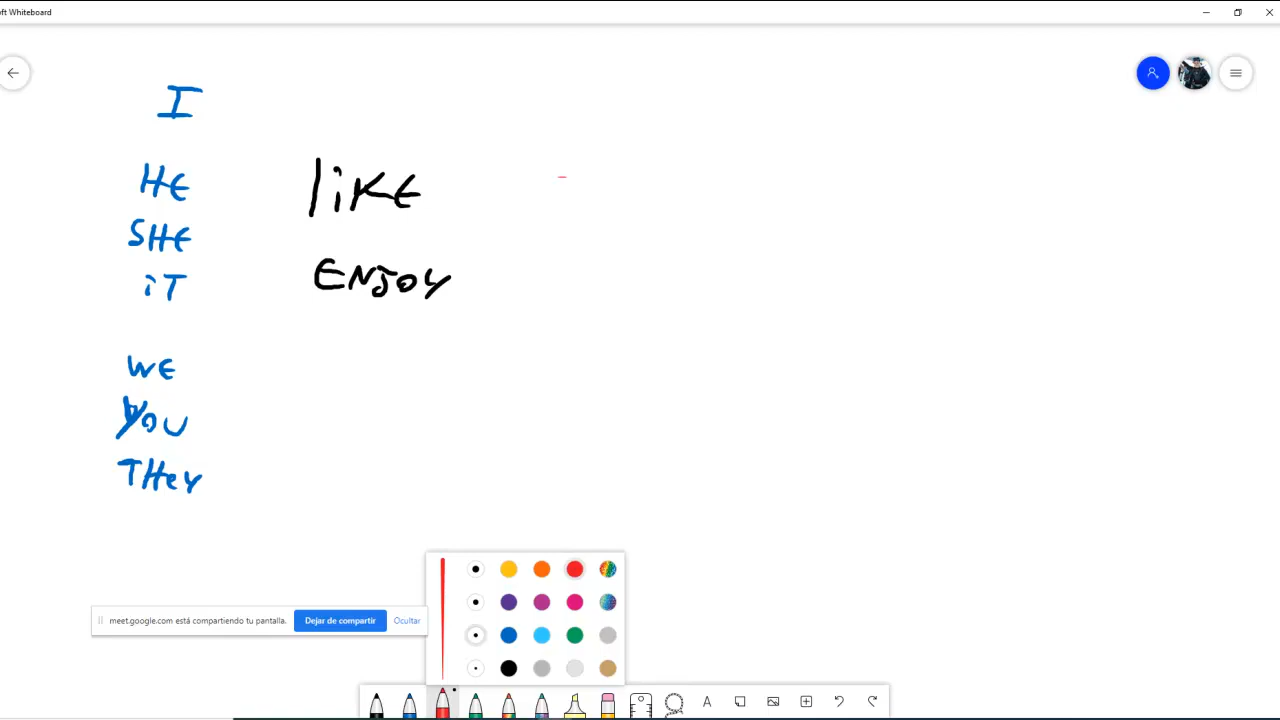 ft Whiteboard
I
HE
SHE
iT
WE
YOU
THeY
liKE
ENJOY
meet.google.com está compartiendo tu pantalla.
Dejar de compartir
Ocultar
A